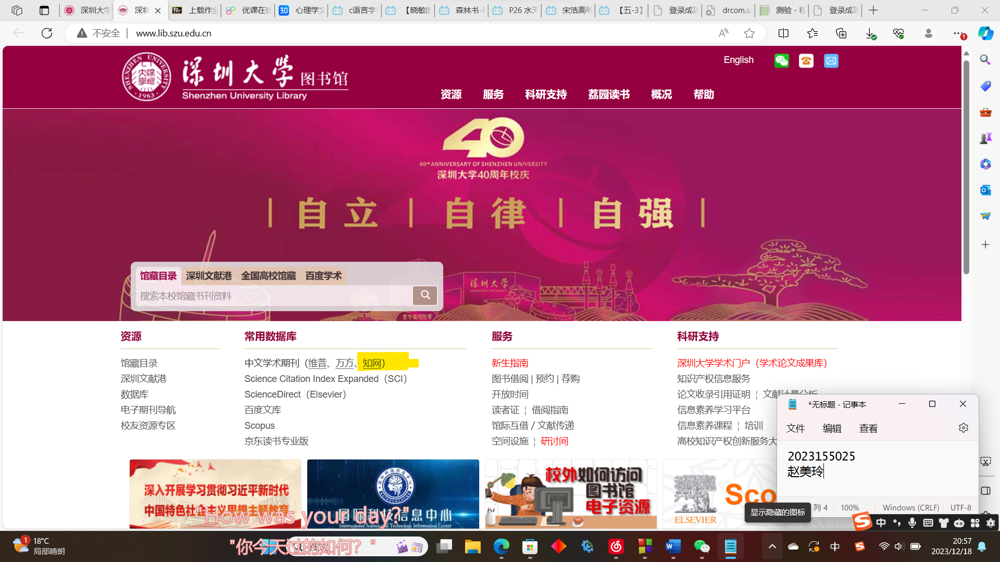 深圳大学
深圳
上载作业
优课在线
心理学文
c语言字符
【晓敏的
森林书-
P26 水天
宋浩高等
【五-3】
登录成功
drcom.sz
测验 - 程
登录成功
不安全
www.lib.szu.edu.cn
深圳大学图书馆
Shenzhen University Library
SHENZHEN UNIVERSITY
1983
English
资源
服务
科研支持
荔园读书
概况
帮助
40
40th ANNIVERSARY OF SHENZHEN UNIVERSITY
深圳大学40周年校庆
自立 | 自律 | 自强
深圳大学
馆藏目录
深圳文献港
全国高校馆藏
百度学术
搜索本校馆藏书刊资料
资源
馆藏目录
深圳文献港
数据库
电子期刊导航
校友资源专区
常用数据库
中文学术期刊（维普、万方、知网）
Science Citation Index Expanded（SCI）
ScienceDirect（Elsevier）
百度文库
Scopus
京东读书专业版
服务
新生指南
图书借阅 | 预约 | 荐购
开放时间
读者证 ¦ 借阅指南
馆际互借 / 文献传递
空间设施 ¦ 研讨间
科研支持
深圳大学学术门户（学术论文成果库）
知识产权信息服务
论文收录引用证明 ¦ 文献计量分析
信息素养学习平台
信息素养课程 ¦ 培训
高校知识产权创新服务大
深入开展学习贯彻习近平新时代
中国特色社会主义思想主题教育
国际科技信息中心
International Science and Technology Information Center
校外如何访问
图书馆
电子资源
ELSEVIER
Sco
*无标题 - 记事本
文件
编辑
查看
2023155025
赵美玲
列 4
100%
Windows (CRLF)
UTF-8
显示隐藏的图标
中
"How was your day?"
"你今天过的如何？"
1
18°C
局部晴朗
中
20:57
2023/12/18